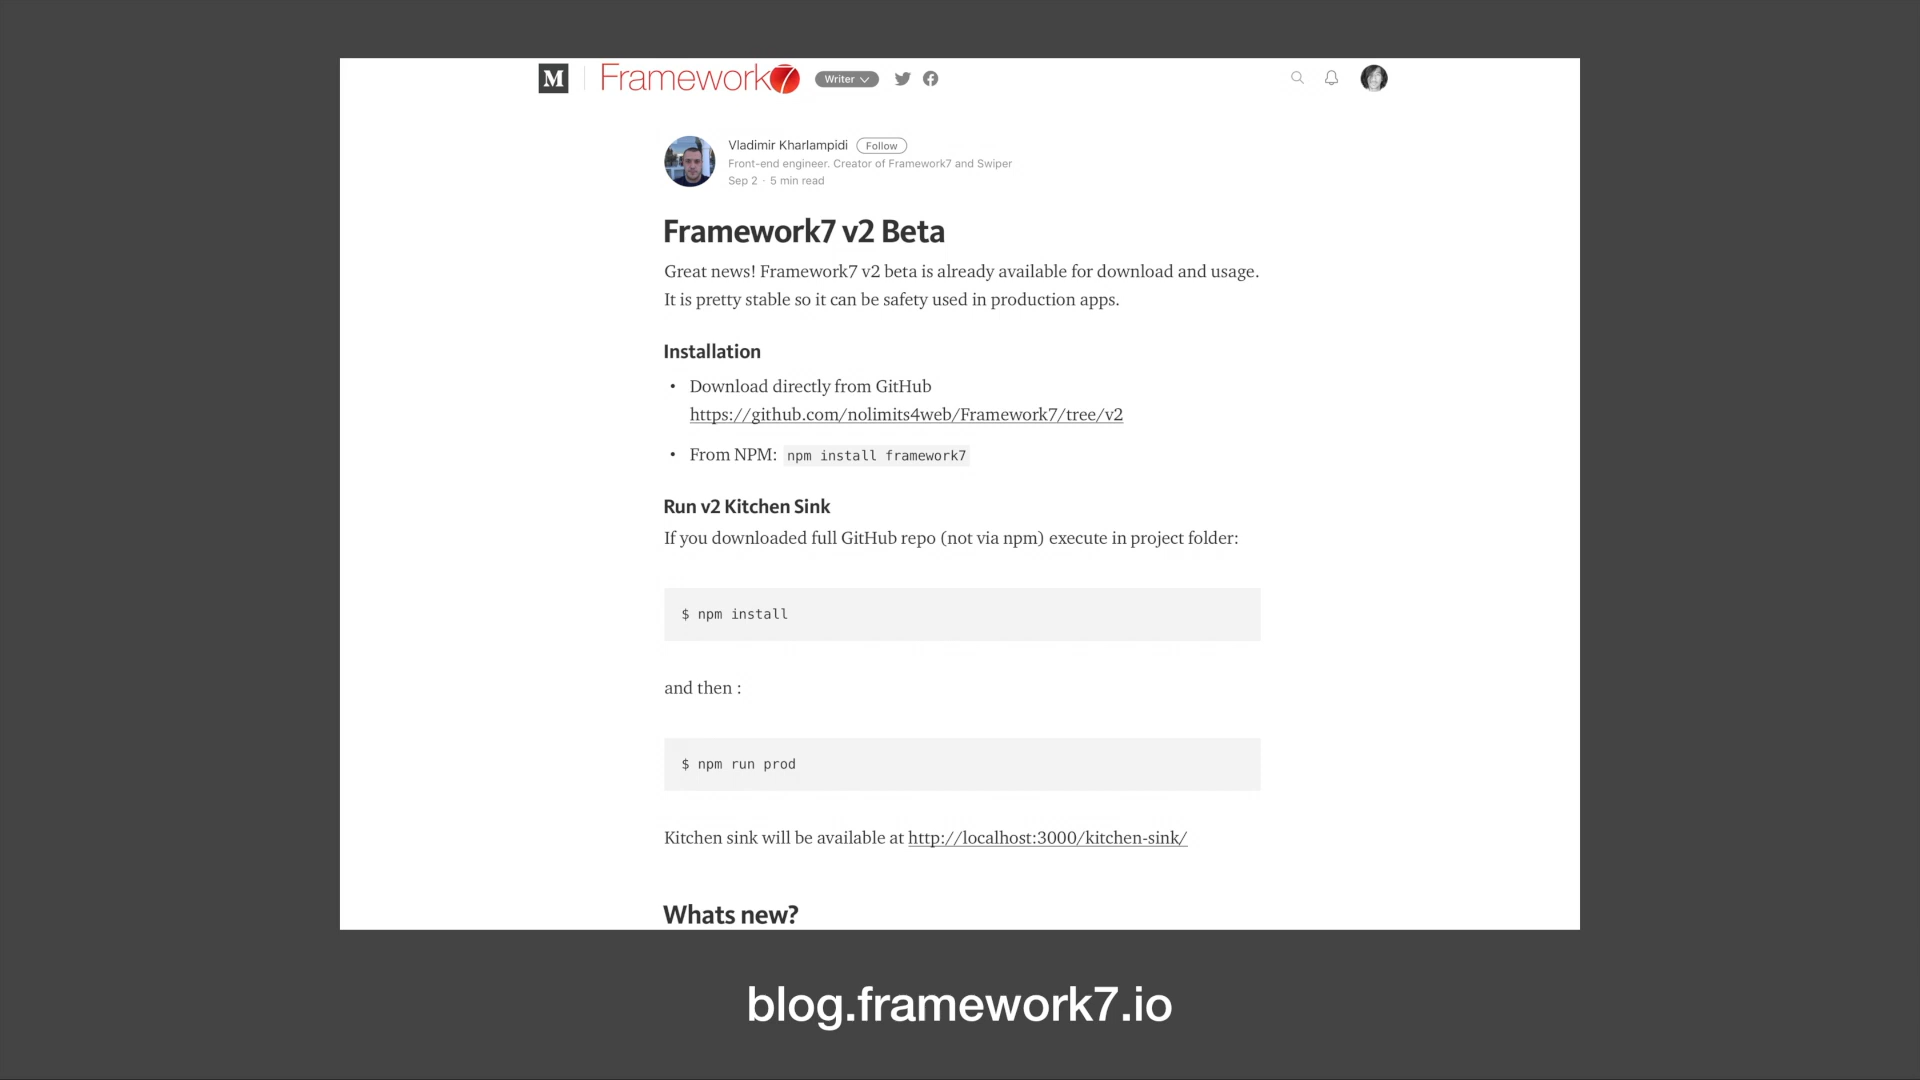 M
Framework7
Writer
Vladimir Kharlampidi
Follow
Front-end engineer. Creator of Framework7 and Swiper
Sep 2 · 5 min read
Framework7 v2 Beta
Great news! Framework7 v2 beta is already available for download and usage.
It is pretty stable so it can be safety used in production apps.
Installation
• Download directly from GitHub
https://github.com/nolimits4web/Framework7/tree/v2
• From NPM: npm install framework7
Run v2 Kitchen Sink
If you downloaded full GitHub repo (not via npm) execute in project folder:
$ npm install
and then :
$ npm run prod
Kitchen sink will be available at http://localhost:3000/kitchen-sink/
Whats new?
blog.framework7.io